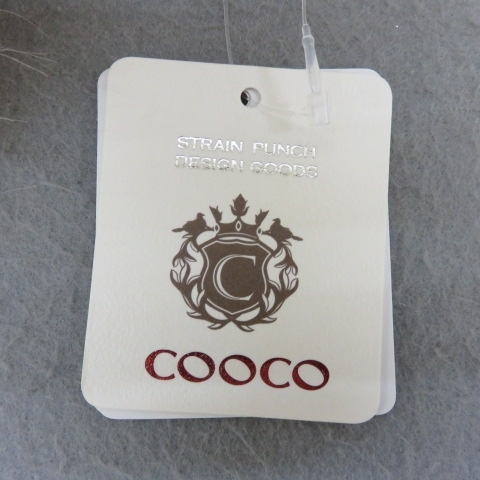 STRAIN PUNCH
DESIGN GOODS
C
COOCO